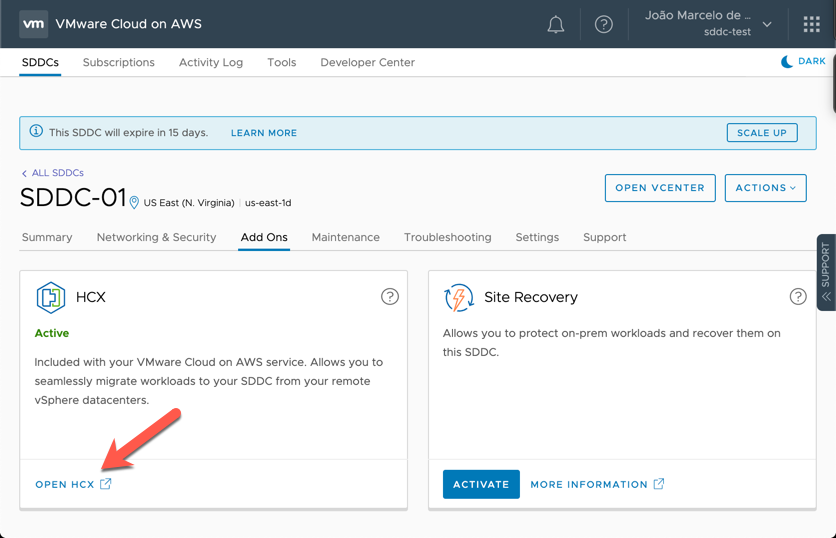 vm VMware Cloud on AWS
João Marcelo de ...
sddc-test
SDDCs Subscriptions Activity Log Tools Developer Center
DARK
This SDDC will expire in 15 days. LEARN MORE SCALE UP
ALL SDDCs
SDDC-01 US East (N. Virginia) us-east-1d
OPEN VCENTER ACTIONS
Summary Networking & Security Add Ons Maintenance Troubleshooting Settings Support
SUPPORT
HCX ?
Active
Included with your VMware Cloud on AWS service. Allows you to
seamlessly migrate workloads to your SDDC from your remote
vSphere datacenters.
OPEN HCX
Site Recovery ?
Allows you to protect on-prem workloads and recover them on
this SDDC.
ACTIVATE MORE INFORMATION